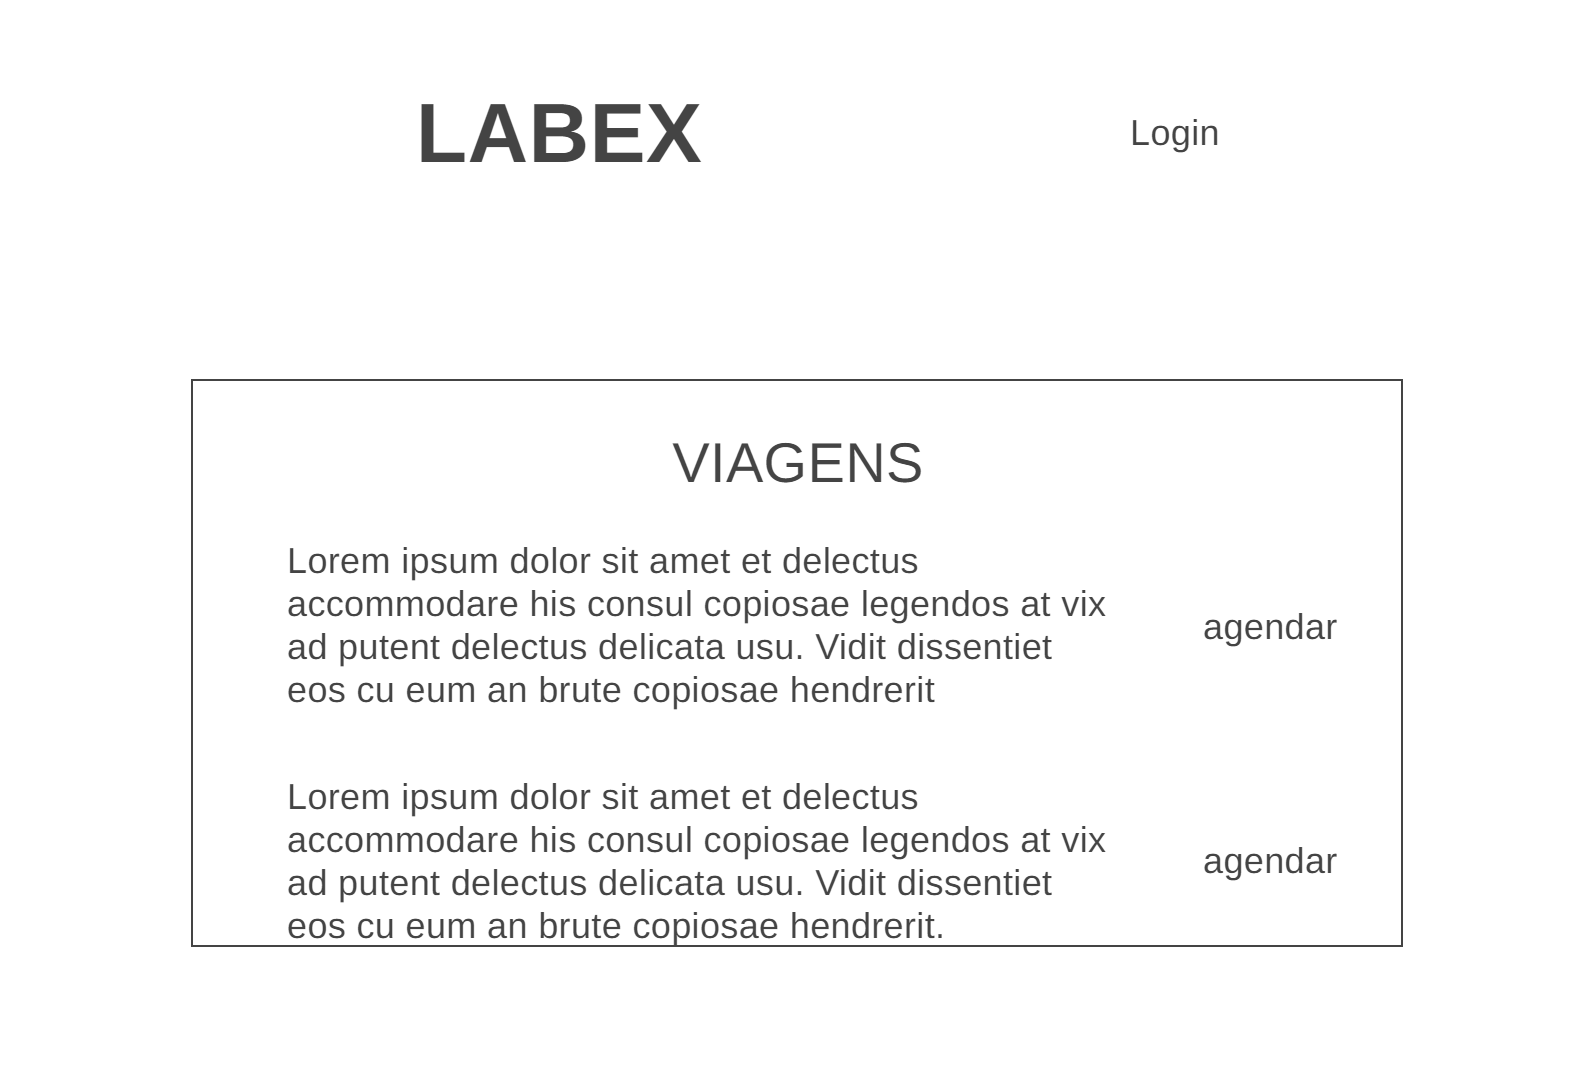 LABEX
Login
VIAGENS
Lorem ipsum dolor sit amet et delectus
accommodare his consul copiosae legendos at vix
ad putent delectus delicata usu. Vidit dissentiet
eos cu eum an brute copiosae hendrerit
agendar
Lorem ipsum dolor sit amet et delectus
accommodare his consul copiosae legendos at vix
ad putent delectus delicata usu. Vidit dissentiet
eos cu eum an brute copiosae hendrerit.
agendar